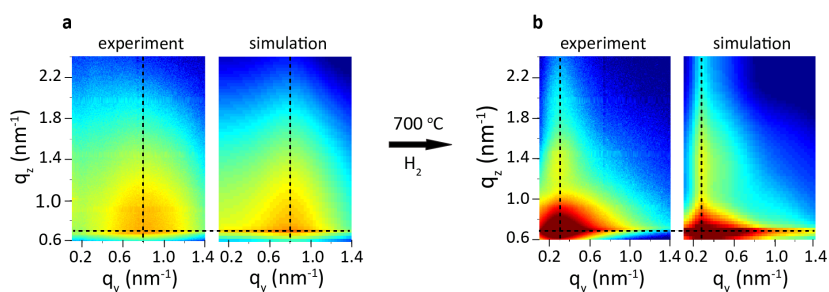 a
experiment
simulation
2.2
1.8
1.4
1.0
0.6
q_z (nm⁻¹)
0.2 0.6 1.0 1.4
0.2 0.6 1.0 1.4
q_y (nm⁻¹)
q_y (nm⁻¹)
700 °C
H₂
b
experiment
simulation
2.2
1.8
1.4
1.0
0.6
q_z (nm⁻¹)
0.2 0.6 1.0 1.4
0.2 0.6 1.0 1.4
q_y (nm⁻¹)
q_y (nm⁻¹)